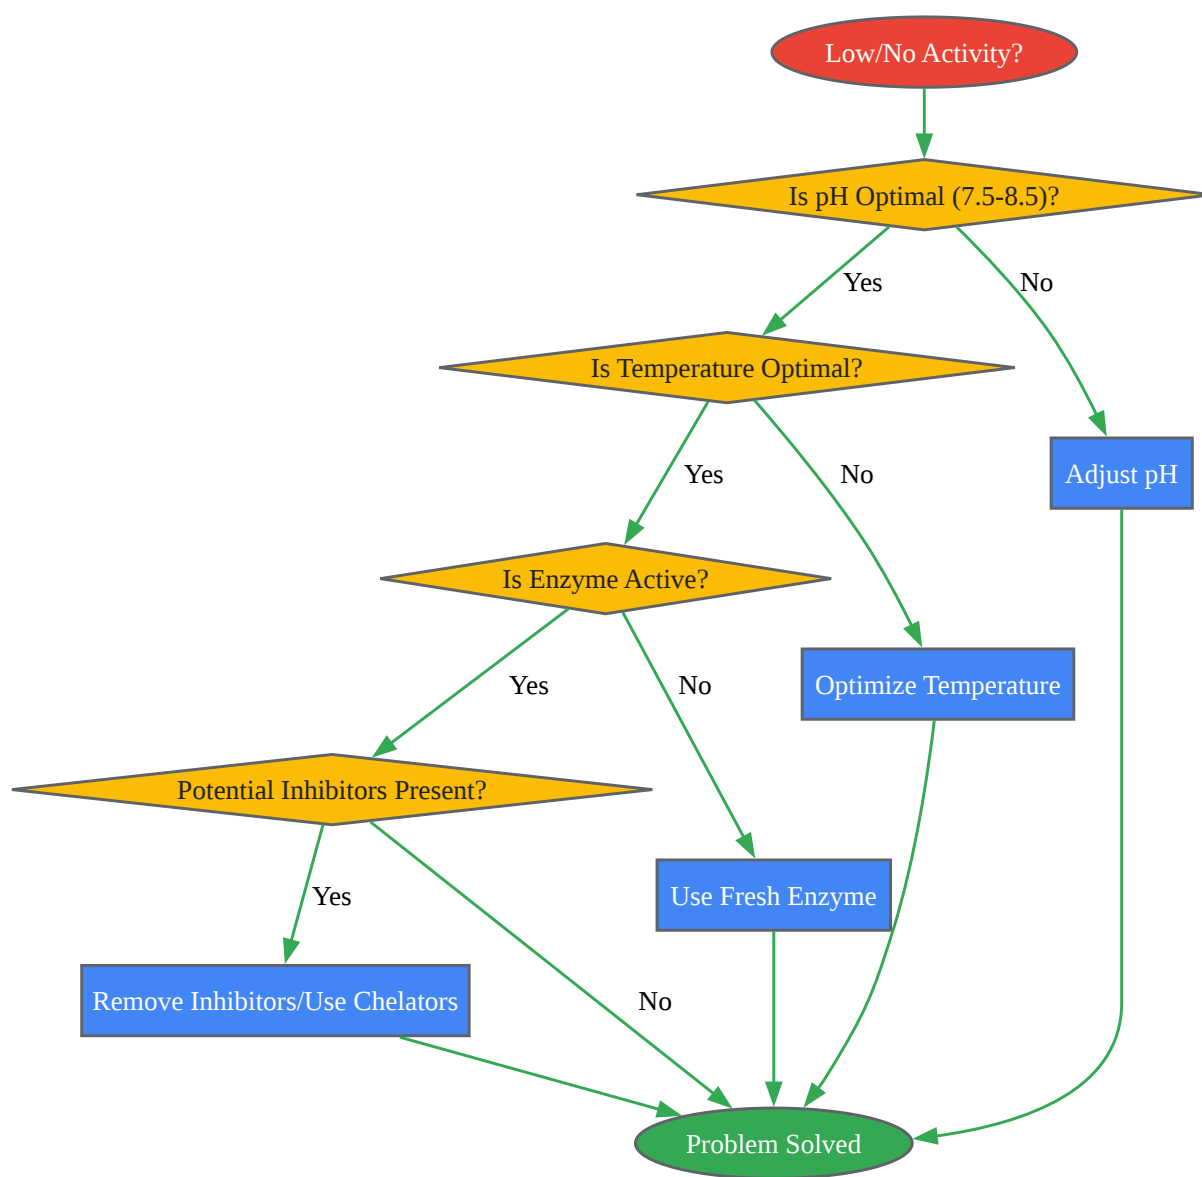 Low/No Activity?
Is pH Optimal (7.5-8.5)?
Yes
No
Is Temperature Optimal?
Yes
No
Adjust pH
Is Enzyme Active?
Yes
No
Optimize Temperature
Potential Inhibitors Present?
Yes
Use Fresh Enzyme
Remove Inhibitors/Use Chelators
No
Problem Solved